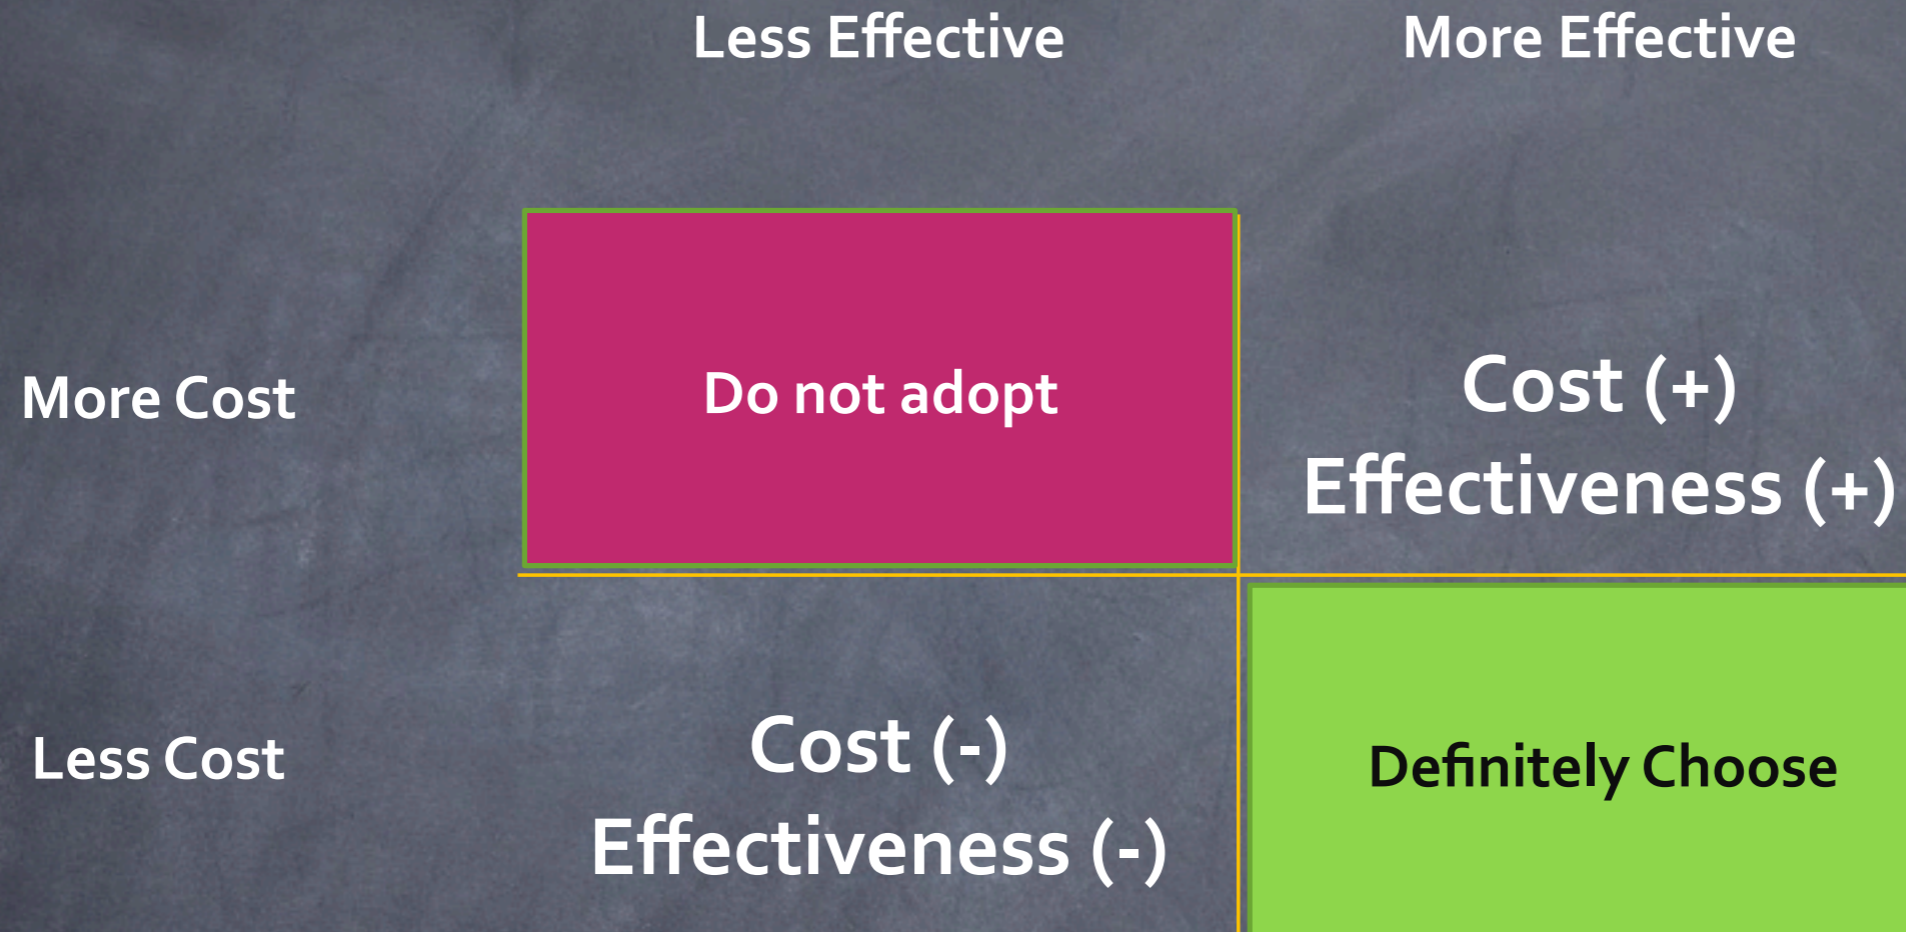 Less Effective
More Effective
More Cost
Do not adopt
Cost (+)
Effectiveness (+)
Less Cost
Cost (-)
Effectiveness (-)
Definitely Choose